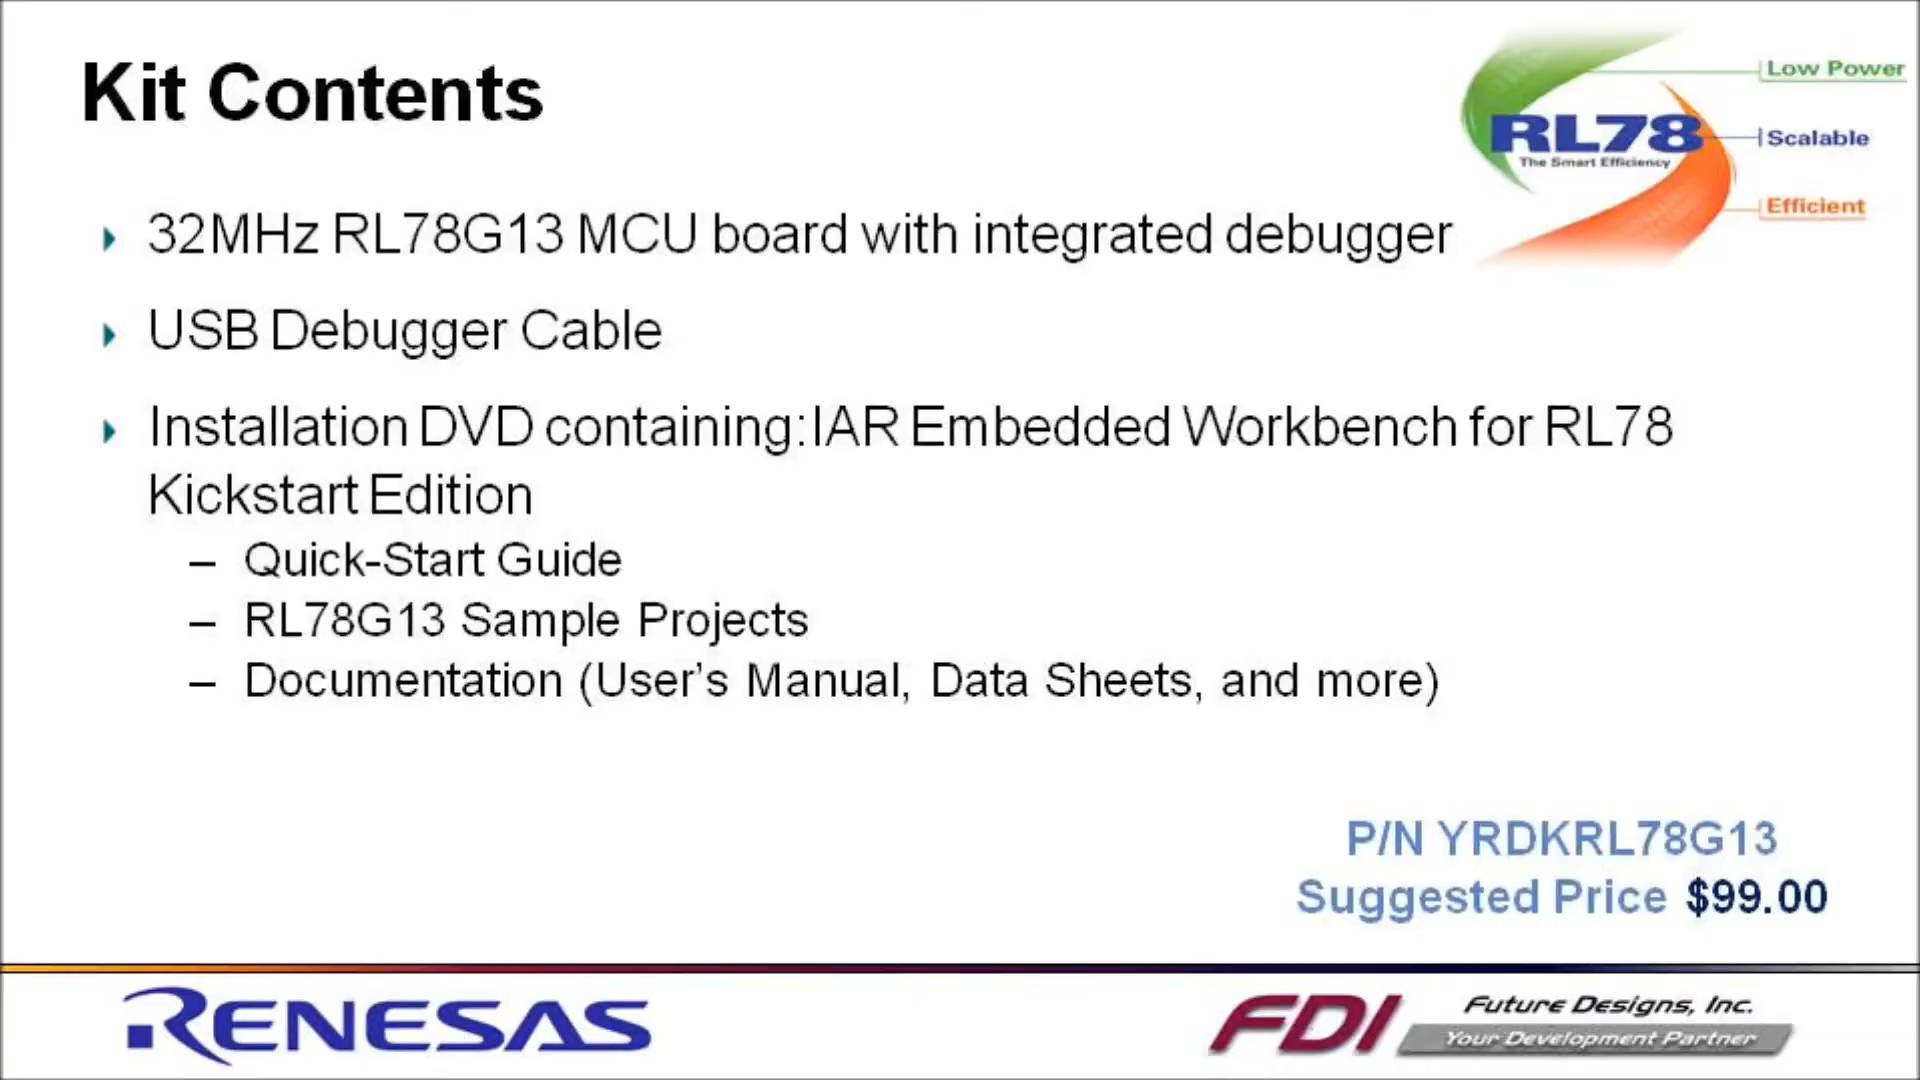 Kit Contents
Low Power
RL78
The Smart Efficiency
Scalable
Efficient
32MHz RL78G13 MCU board with integrated debugger
USB Debugger Cable
Installation DVD containing: IAR Embedded Workbench for RL78
Kickstart Edition
– Quick-Start Guide
– RL78G13 Sample Projects
– Documentation (User’s Manual, Data Sheets, and more)
P/N YRDKRL78G13
Suggested Price $99.00
RENESAS
FDI
Future Designs, Inc.
Your Development Partner